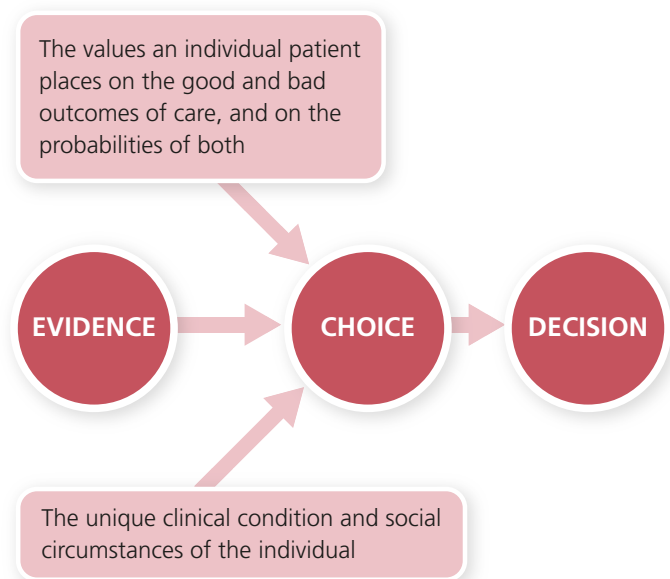 The values an individual patient
places on the good and bad
outcomes of care, and on the
probabilities of both
EVIDENCE
CHOICE
DECISION
The unique clinical condition and social
circumstances of the individual